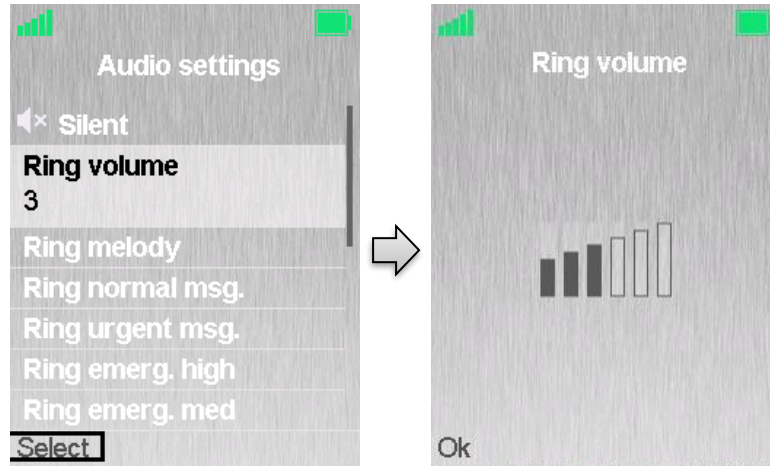 Audio settings
Silent
Ring volume
3
Ring melody
Ring normal msg.
Ring urgent msg.
Ring emerg. high
Ring emerg. med
Select
Ring volume
Ok